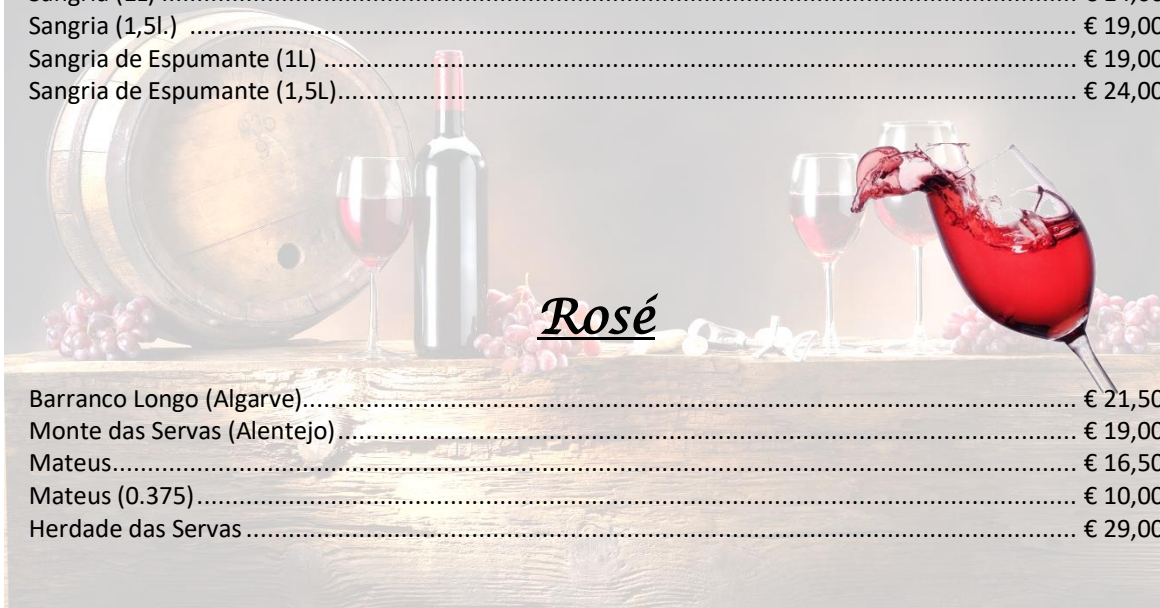 Sangria (1,5l.) ........ € 19,00
Sangria de Espumante (1L) ........ € 19,00
Sangria de Espumante (1,5L)........ € 24,00
Rosé
Barranco Longo (Algarve)........ € 21,50
Monte das Servas (Alentejo)........ € 19,00
Mateus........ € 16,50
Mateus (0.375)........ € 10,00
Herdade das Servas ........ € 29,00